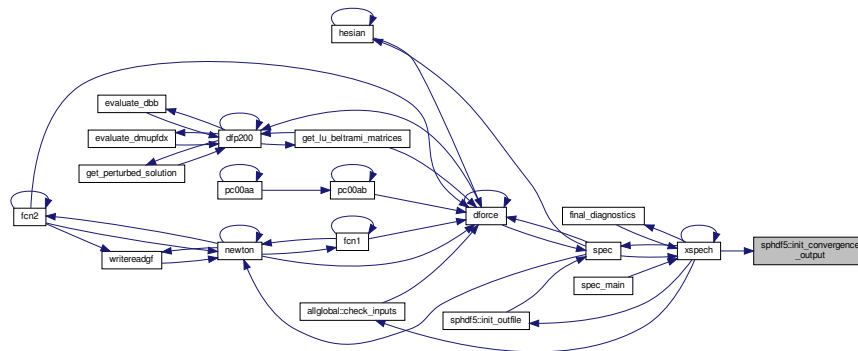 hesian
evaluate_dbb
evaluate_dmupfdx
dfp200
get_lu_beltrami_matrices
get_perturbed_solution
pc00aa
pc00ab
fcn2
dforce
final_diagnostics
fcn1
newton
spec
xspech
sphdf5::init_convergence
_output
writereadgf
spec_main
allglobal::check_inputs
sphdf5::init_outfile